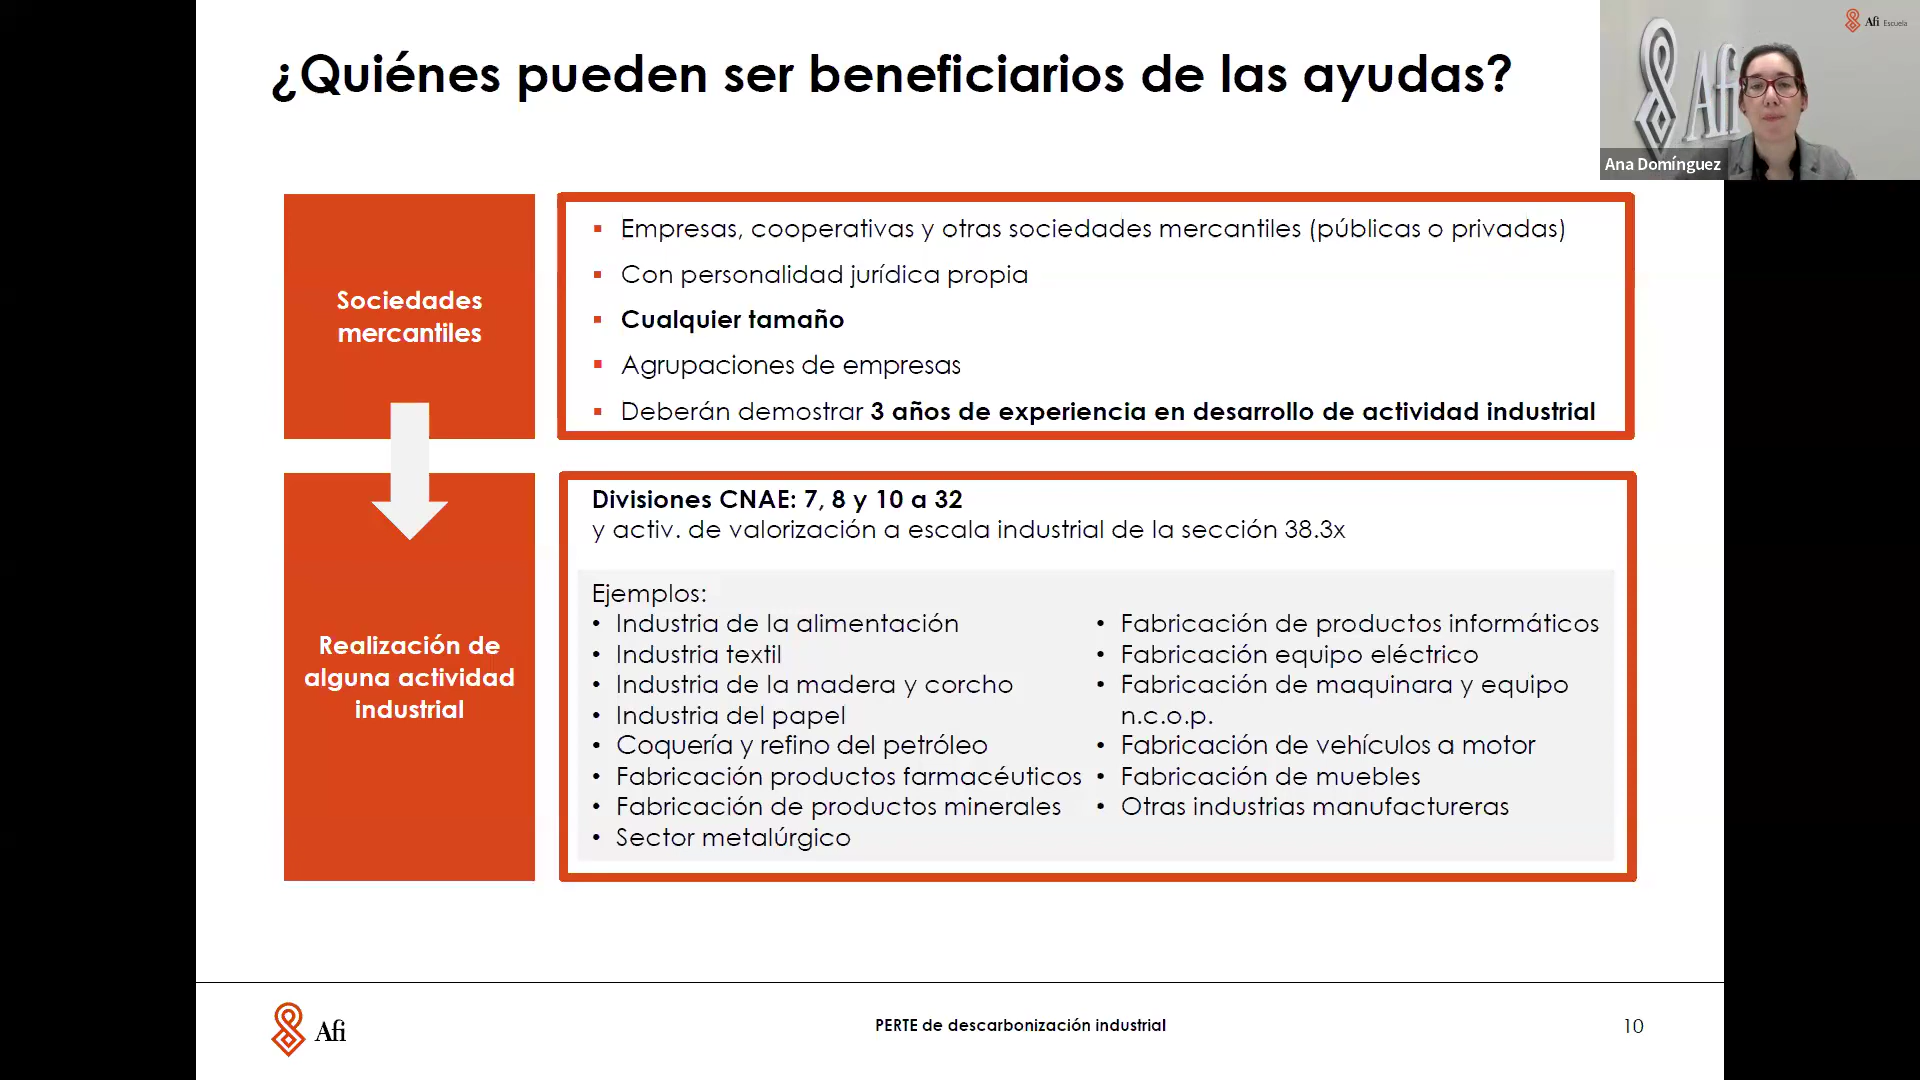 ¿Quiénes pueden ser beneficiarios de las ayudas?
Afi Escuela
Afi
Ana Domínguez
Sociedades
mercantiles
Empresas, cooperativas y otras sociedades mercantiles (públicas o privadas)
Con personalidad jurídica propia
Cualquier tamaño
Agrupaciones de empresas
Deberán demostrar 3 años de experiencia en desarrollo de actividad industrial
Realización de
alguna actividad
industrial
Divisiones CNAE: 7, 8 y 10 a 32
y activ. de valorización a escala industrial de la sección 38.3x
Ejemplos:
• Industria de la alimentación
• Industria textil
• Industria de la madera y corcho
• Industria del papel
• Coquería y refino del petróleo
• Fabricación productos farmacéuticos
• Fabricación de productos minerales
• Sector metalúrgico
• Fabricación de productos informáticos
• Fabricación equipo eléctrico
• Fabricación de maquinara y equipo
n.c.o.p.
• Fabricación de vehículos a motor
• Fabricación de muebles
• Otras industrias manufactureras
Afi
PERTE de descarbonización industrial
10